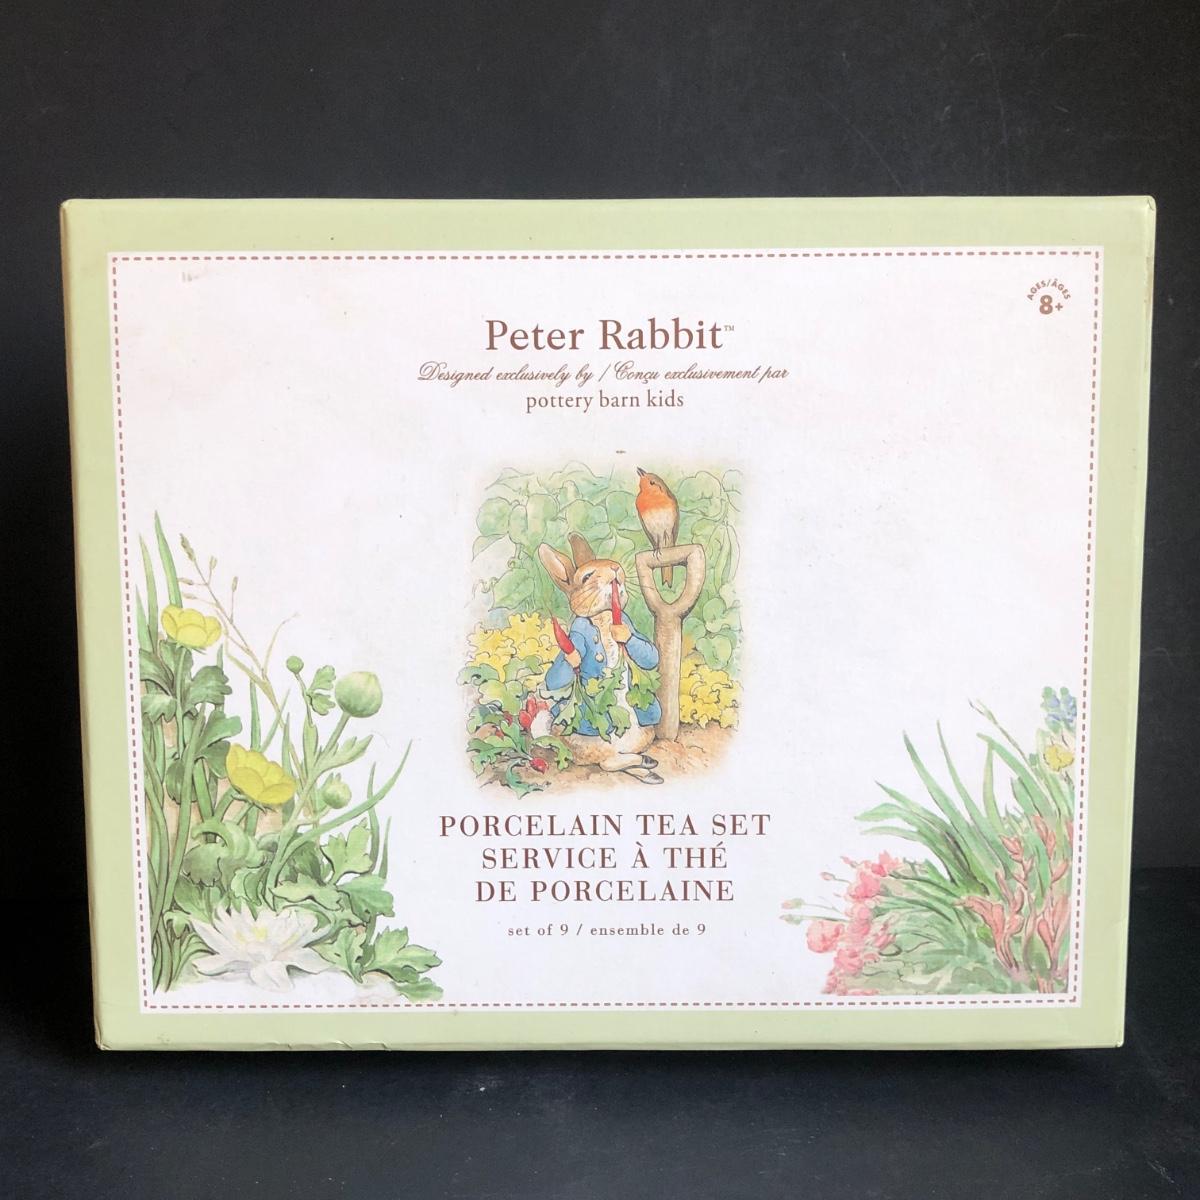 AGES/ÂGES
8+
Peter Rabbit™
Designed exclusively by / Conçu exclusivement par
pottery barn kids
PORCELAIN TEA SET
SERVICE À THÉ
DE PORCELAINE
set of 9 / ensemble de 9